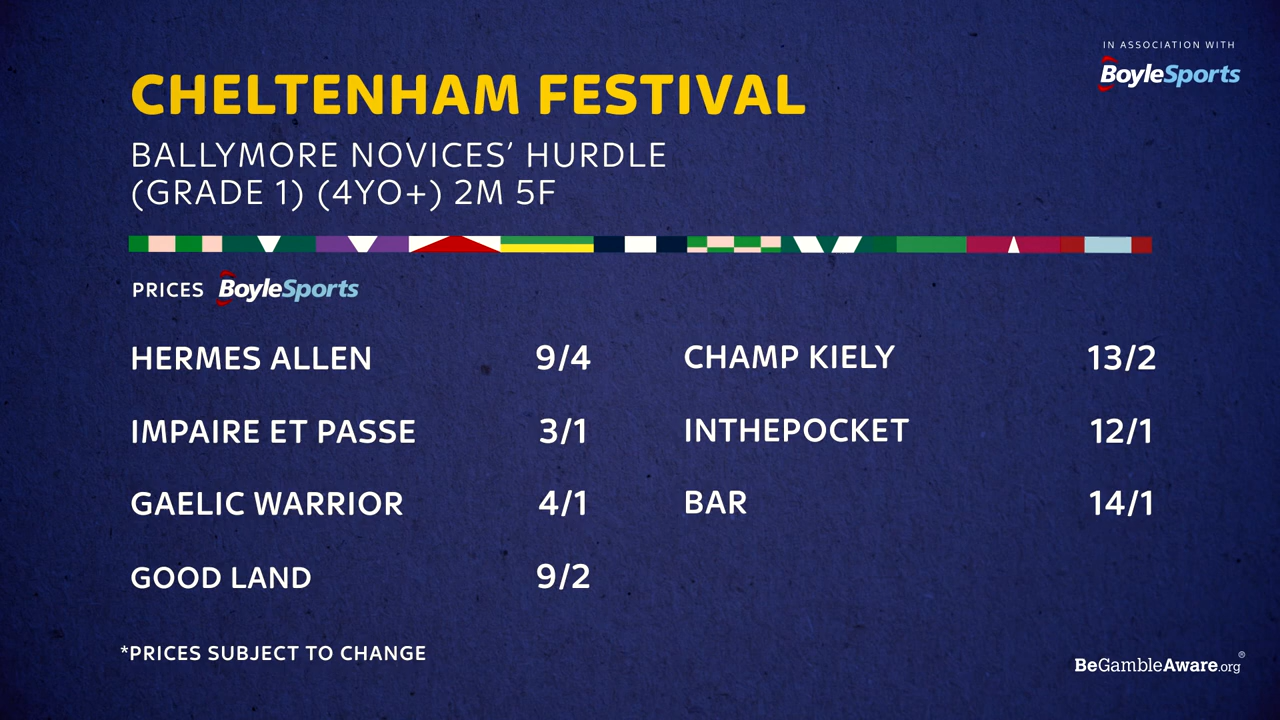 IN ASSOCIATION WITH
BoyleSports
CHELTENHAM FESTIVAL
BALLYMORE NOVICES' HURDLE
(GRADE 1) (4YO+) 2M 5F
PRICES BoyleSports
HERMES ALLEN 9/4
IMPAIRE ET PASSE 3/1
GAELIC WARRIOR 4/1
GOOD LAND 9/2
CHAMP KIELY 13/2
INTHEPOCKET 12/1
BAR 14/1
*PRICES SUBJECT TO CHANGE
BeGambleAware.org®